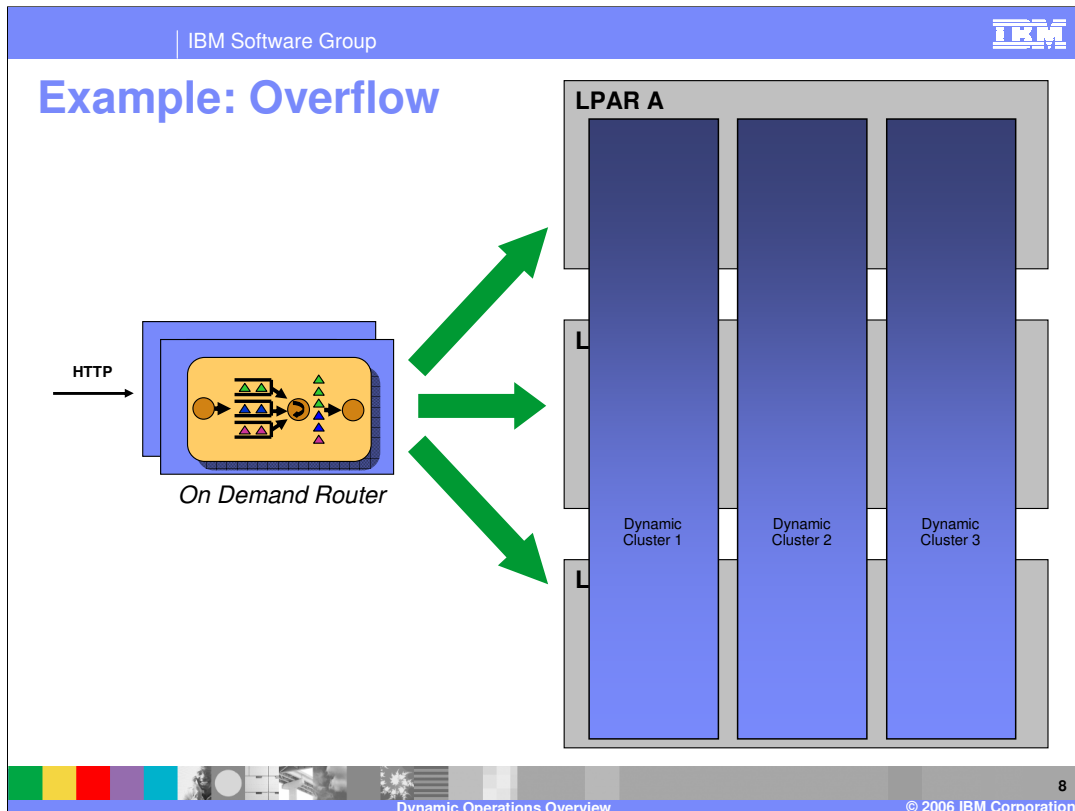 IBM Software Group
IBM
Example: Overflow
LPAR A
L
L
HTTP
On Demand Router
Dynamic
Cluster 1
Dynamic
Cluster 2
Dynamic
Cluster 3
8
Dynamic Operations Overview
© 2006 IBM Corporation